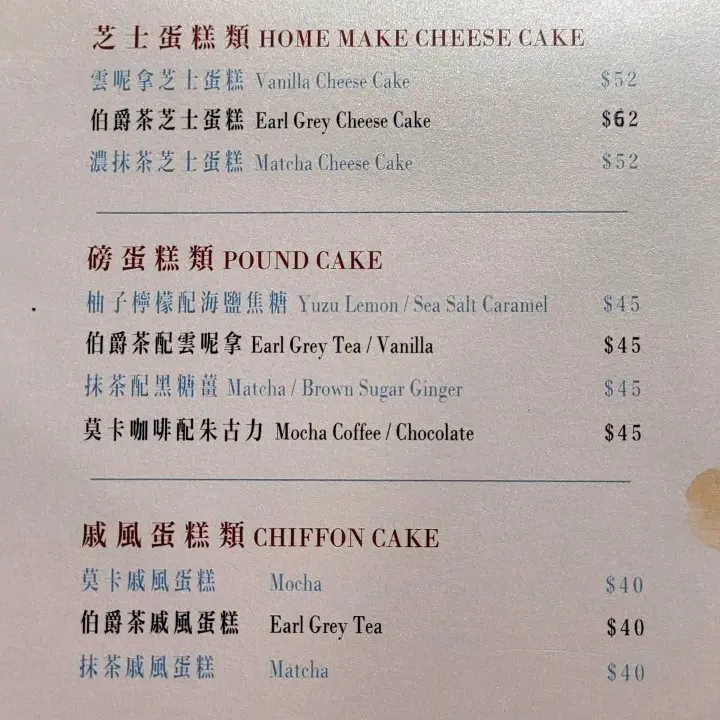 芝士蛋糕類 HOME MAKE CHEESE CAKE
雲呢拿芝士蛋糕 Vanilla Cheese Cake $52
伯爵茶芝士蛋糕 Earl Grey Cheese Cake $62
濃抹茶芝士蛋糕 Matcha Cheese Cake $52
磅蛋糕類 POUND CAKE
柚子檸檬配海鹽焦糖 Yuzu Lemon / Sea Salt Caramel $45
伯爵茶配雲呢拿 Earl Grey Tea / Vanilla $45
抹茶配黑糖薑 Matcha / Brown Sugar Ginger $45
莫卡咖啡配朱古力 Mocha Coffee / Chocolate $45
戚風蛋糕類 CHIFFON CAKE
莫卡戚風蛋糕 Mocha $40
伯爵茶戚風蛋糕 Earl Grey Tea $40
抹茶戚風蛋糕 Matcha $40